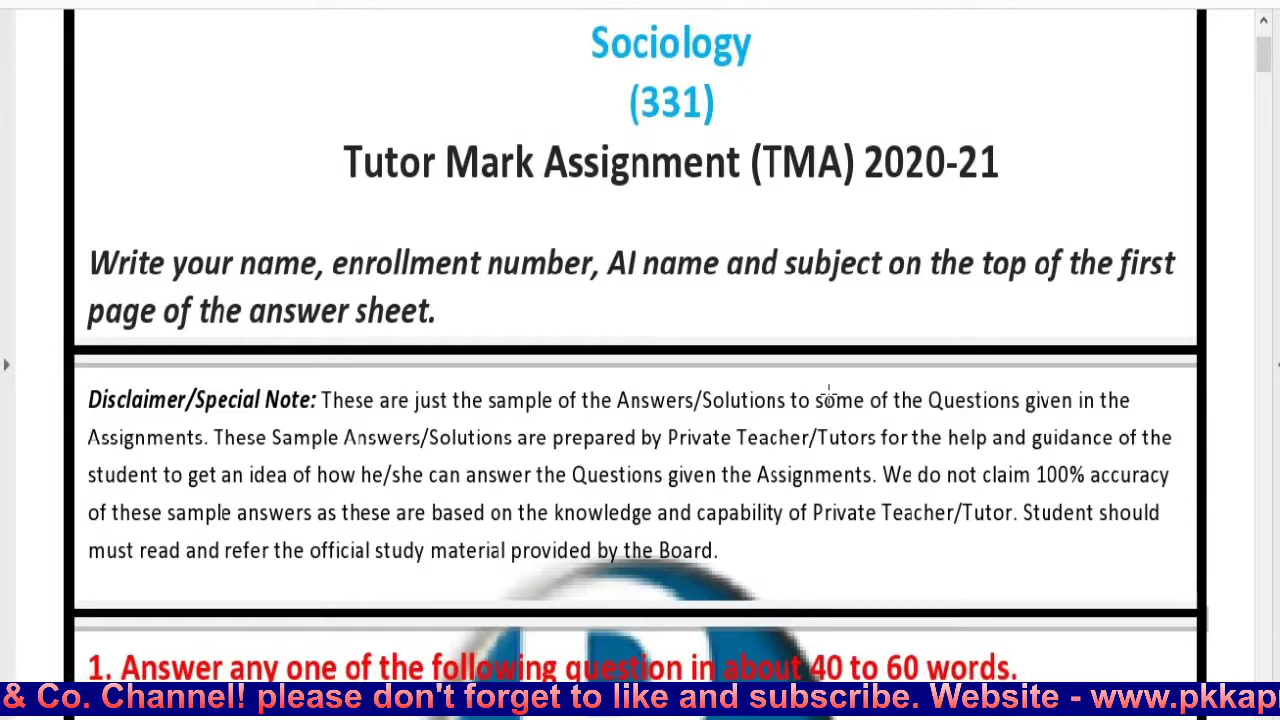 Sociology
(331)
Tutor Mark Assignment (TMA) 2020-21
Write your name, enrollment number, AI name and subject on the top of the first
page of the answer sheet.
Disclaimer/Special Note: These are just the sample of the Answers/Solutions to some of the Questions given in the
Assignments. These Sample Answers/Solutions are prepared by Private Teacher/Tutors for the help and guidance of the
student to get an idea of how he/she can answer the Questions given the Assignments. We do not claim 100% accuracy
of these sample answers as these are based on the knowledge and capability of Private Teacher/Tutor. Student should
must read and refer the official study material provided by the Board.
1. Answer any one of the following question in about 40 to 60 words.
& Co. Channel! please don't forget to like and subscribe. Website - www.pkkap